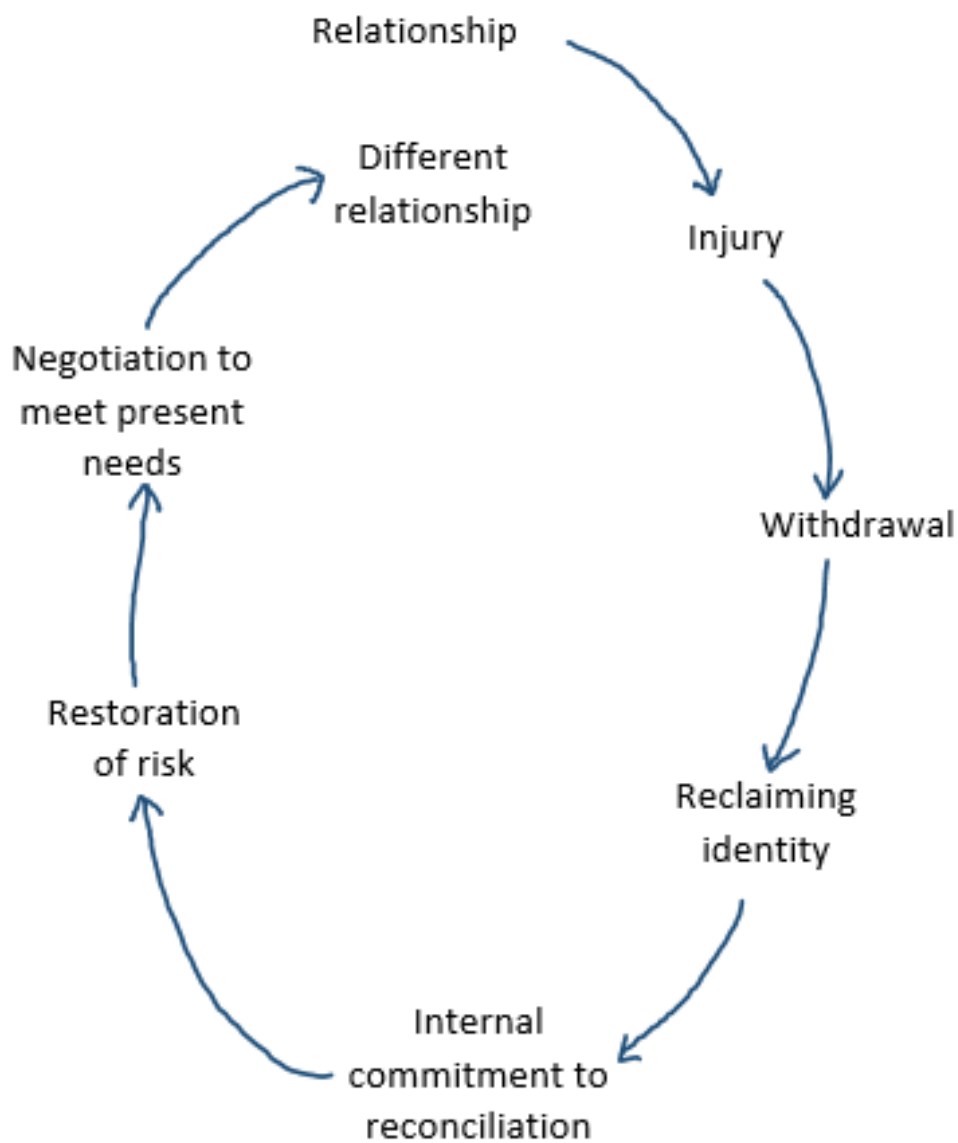 Relationship
Injury
Withdrawal
Reclaiming
identity
Internal
commitment to
reconciliation
Restoration
of risk
Negotiation to
meet present
needs
Different
relationship